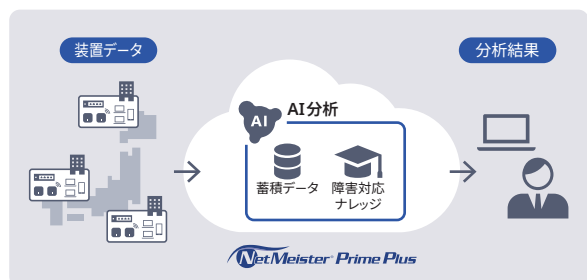 装置データ
分析結果
AI
AI分析
蓄積データ
障害対応
ナレッジ
NetMeister® Prime Plus